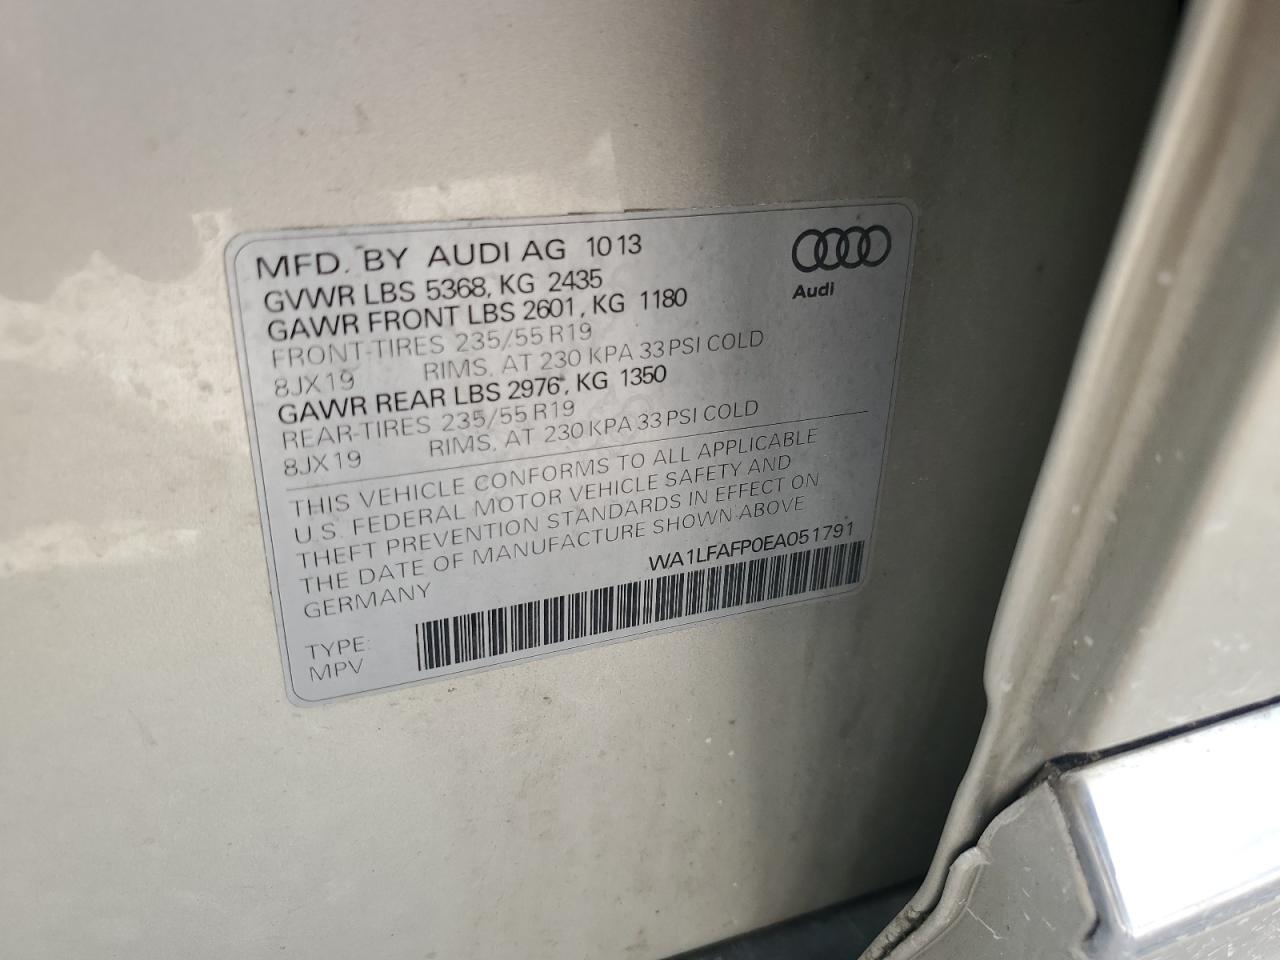 MFD. BY AUDI AG 1013
GVWR LBS 5368, KG 2435
GAWR FRONT LBS 2601, KG 1180
FRONT-TIRES 235/55 R19
8JX19 RIMS, AT 230 KPA 33 PSI COLD
GAWR REAR LBS 2976, KG 1350
REAR-TIRES 235/55 R19
8JX19 RIMS, AT 230 KPA 33 PSI COLD
Audi
THIS VEHICLE CONFORMS TO ALL APPLICABLE
U.S. FEDERAL MOTOR VEHICLE SAFETY AND
THEFT PREVENTION STANDARDS IN EFFECT ON
THE DATE OF MANUFACTURE SHOWN ABOVE
GERMANY
WA1LFAFP0EA051791
TYPE:
MPV